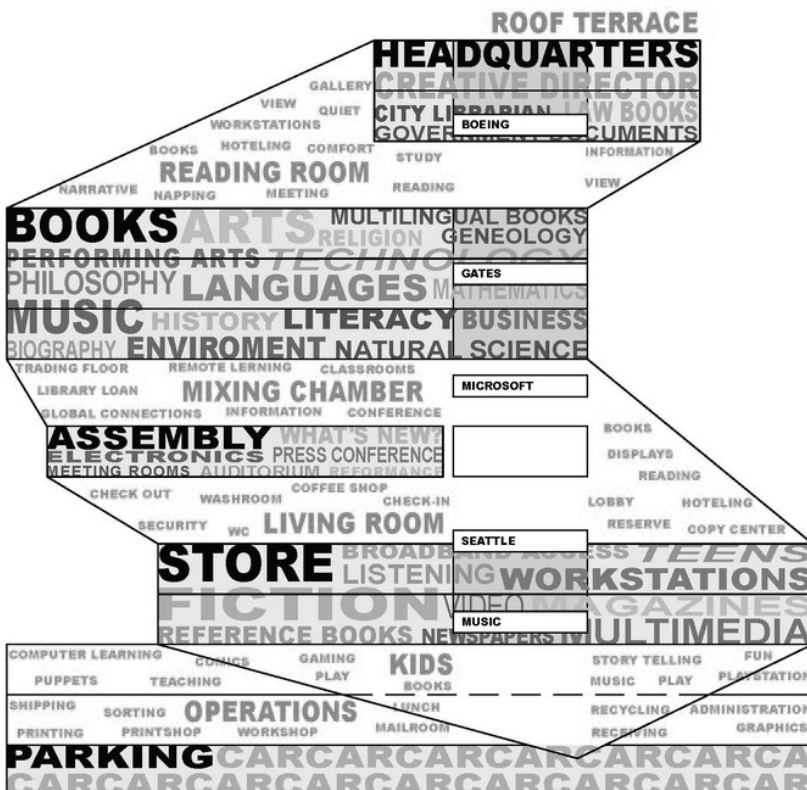 ROOF TERRACE
HEADQUARTERS
CREATIVE DIRECTOR
GALLERY
VIEW QUIET
CITY LIBRARIAN LAW BOOKS
WORKSTATIONS
BOEING
GOVERNMENT DOCUMENTS
BOOKS HOTELING COMFORT
STUDY
INFORMATION
READING ROOM
NARRATIVE NAPPING MEETING READING VIEW
BOOKS ARTS MULTILINGUAL BOOKS
RELIGION GENEOLOGY
PERFORMING ARTS TECHNOLOGY
GATES
PHILOSOPHY LANGUAGES MATHEMATICS
MUSIC HISTORY LITERACY BUSINESS
BIOGRAPHY ENVIROMENT NATURAL SCIENCE
TRADING FLOOR REMOTE LERNING CLASSROOMS
LIBRARY LOAN MIXING CHAMBER MICROSOFT
GLOBAL CONNECTIONS INFORMATION CONFERENCE
ASSEMBLY WHAT'S NEW?
BOOKS
ELECTRONICS PRESS CONFERENCE
DISPLAYS
MEETING ROOMS AUDITORIUM REFORMANCE
READING
CHECK OUT WASHROOM COFFEE SHOP CHECK-IN
LOBBY HOTELING
SECURITY WC LIVING ROOM
RESERVE COPY CENTER
SEATTLE
STORE BROADBAND ACCESS TEENS
LISTENING WORKSTATIONS
FICTION VIDEO MAGAZINES
MUSIC
REFERENCE BOOKS NEWSPAPERS MULTIMEDIA
COMPUTER LEARNING COMICS GAMING KIDS STORY TELLING FUN
PUPPETS TEACHING PLAY BOOKS MUSIC PLAY PLAYSTATION
SHIPPING SORTING OPERATIONS LUNCH RECYCLING ADMINISTRATION
PRINTING PRINTSHOP WORKSHOP MAILROOM RECEIVING GRAPHICS
PARKING CARCARCARCARCARCARCARCA
CARCARCARCARCARCARCARCARCARCA